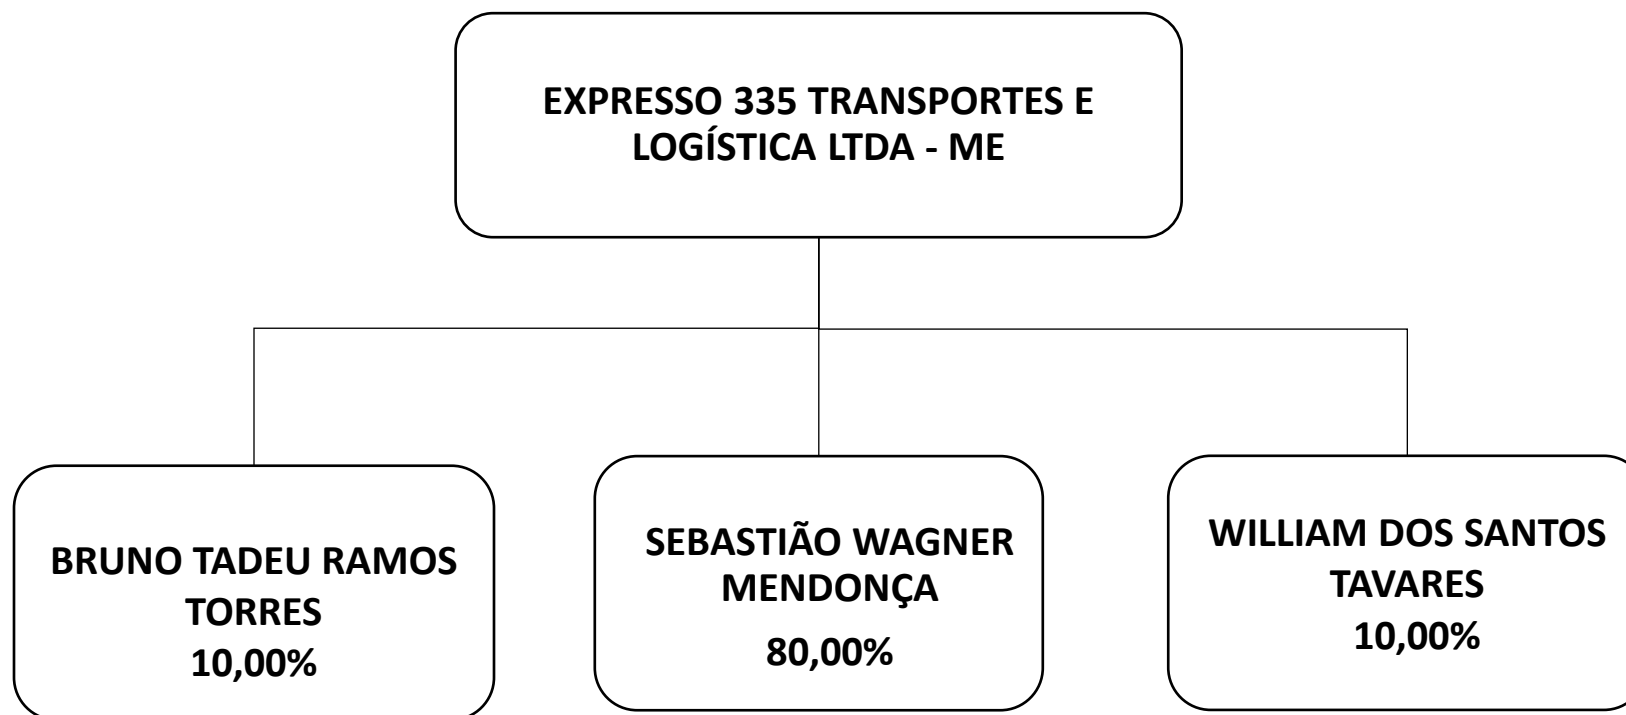 EXPRESSO 335 TRANSPORTES E
LOGÍSTICA LTDA - ME
BRUNO TADEU RAMOS
TORRES
10,00%
SEBASTIÃO WAGNER
MENDONÇA
80,00%
WILLIAM DOS SANTOS
TAVARES
10,00%